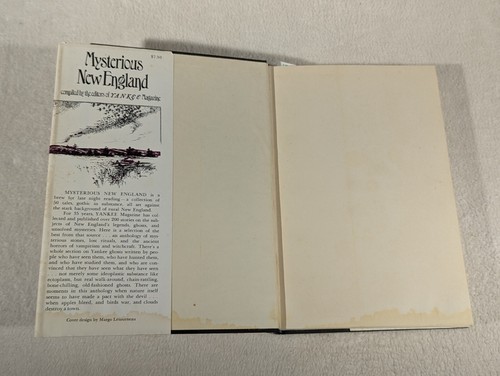 $7.95
Mysterious
New England
compiled by the editors of YANKEE Magazine
MYSTERIOUS NEW ENGLAND is a
brew for late night reading - a collection of
50 tales, gothic in substance, all set against
the stark background of rural New England.
For 35 years, YANKEE Magazine has col-
lected and published over 200 stories on the sub-
jects of New England's legends, ghosts, and
unsolved mysteries. Here is a selection of the
best from that source . . . an anthology of mys-
terious stones, lost rituals, and the ancient
horrors of vampirism and witchcraft. There's a
whole section on Yankee ghosts written by peo-
ple who have seen them, who have hunted them,
and who have studied them, and who are con-
vinced that they have seen what they have seen
. . . not merely some ideoplastic substance like
ectoplasm, but real walk-around, chain-rattling,
bone-chilling, old-fashioned ghosts. There are
moments in this anthology when nature itself
seems to have made a pact with the devil . . .
when apples bleed, and birds war, and clouds
destroy a town.
Cover design by Margo